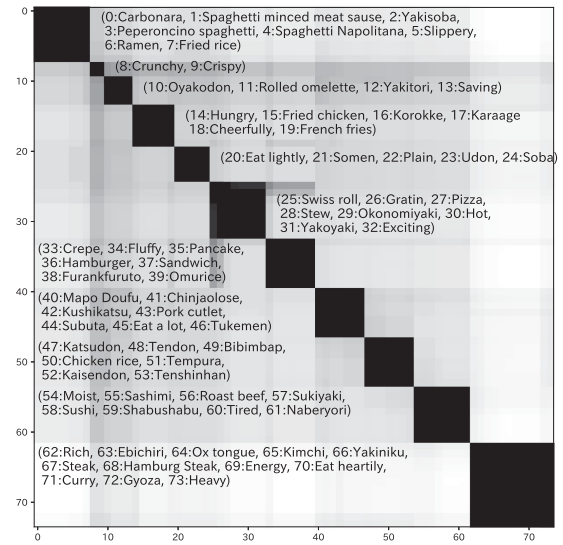 0
(0:Carbonara, 1:Spaghetti minced meat sause, 2:Yakisoba,
3:Peperoncino spaghetti, 4:Spaghetti Napolitana, 5:Slippery,
6:Ramen, 7:Fried rice)
(8:Crunchy, 9:Crispy)
10
(10:Oyakodon, 11:Rolled omelette, 12:Yakitori, 13:Saving)
(14:Hungry, 15:Fried chicken, 16:Korokke, 17:Karaage
18:Cheerfully, 19:French fries)
20
(20:Eat lightly, 21:Somen, 22:Plain, 23:Udon, 24:Soba)
(25:Swiss roll, 26:Gratin, 27:Pizza,
28:Stew, 29:Okonomiyaki, 30:Hot,
31:Yakoyaki, 32:Exciting)
30
(33:Crepe, 34:Fluffy, 35:Pancake,
36:Hamburger, 37:Sandwich,
38:Furankfuruto, 39:Omurice)
40
(40:Mapo Doufu, 41:Chinjaolose,
42:Kushikatsu, 43:Pork cutlet,
44:Subuta, 45:Eat a lot, 46:Tukemen)
(47:Katsudon, 48:Tendon, 49:Bibimbap,
50:Chicken rice, 51:Tempura,
52:Kaisendon, 53:Tenshinhan)
50
(54:Moist, 55:Sashimi, 56:Roast beef, 57:Sukiyaki,
58:Sushi, 59:Shabushabu, 60:Tired, 61:Naberyori)
60
(62:Rich, 63:Ebichiri, 64:Ox tongue, 65:Kimchi, 66:Yakiniku,
67:Steak, 68:Hamburg Steak, 69:Energy, 70:Eat heartily,
71:Curry, 72:Gyoza, 73:Heavy)
70
0 10 20 30 40 50 60 70